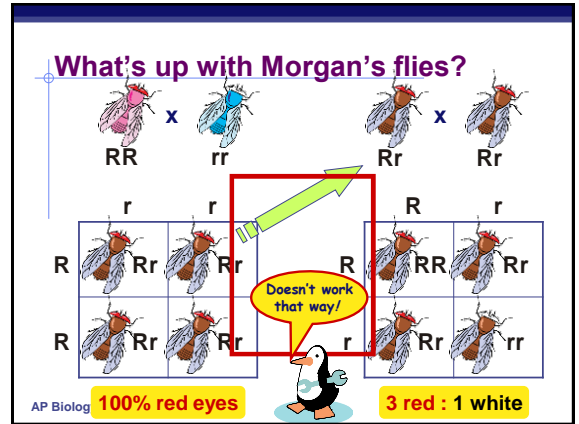 What's up with Morgan's flies?
x x
RR rr Rr Rr
r r R r
R Rr Rr R RR Rr
Doesn't work
that way!
R Rr Rr r Rr rr
AP Biolog 100% red eyes 3 red : 1 white